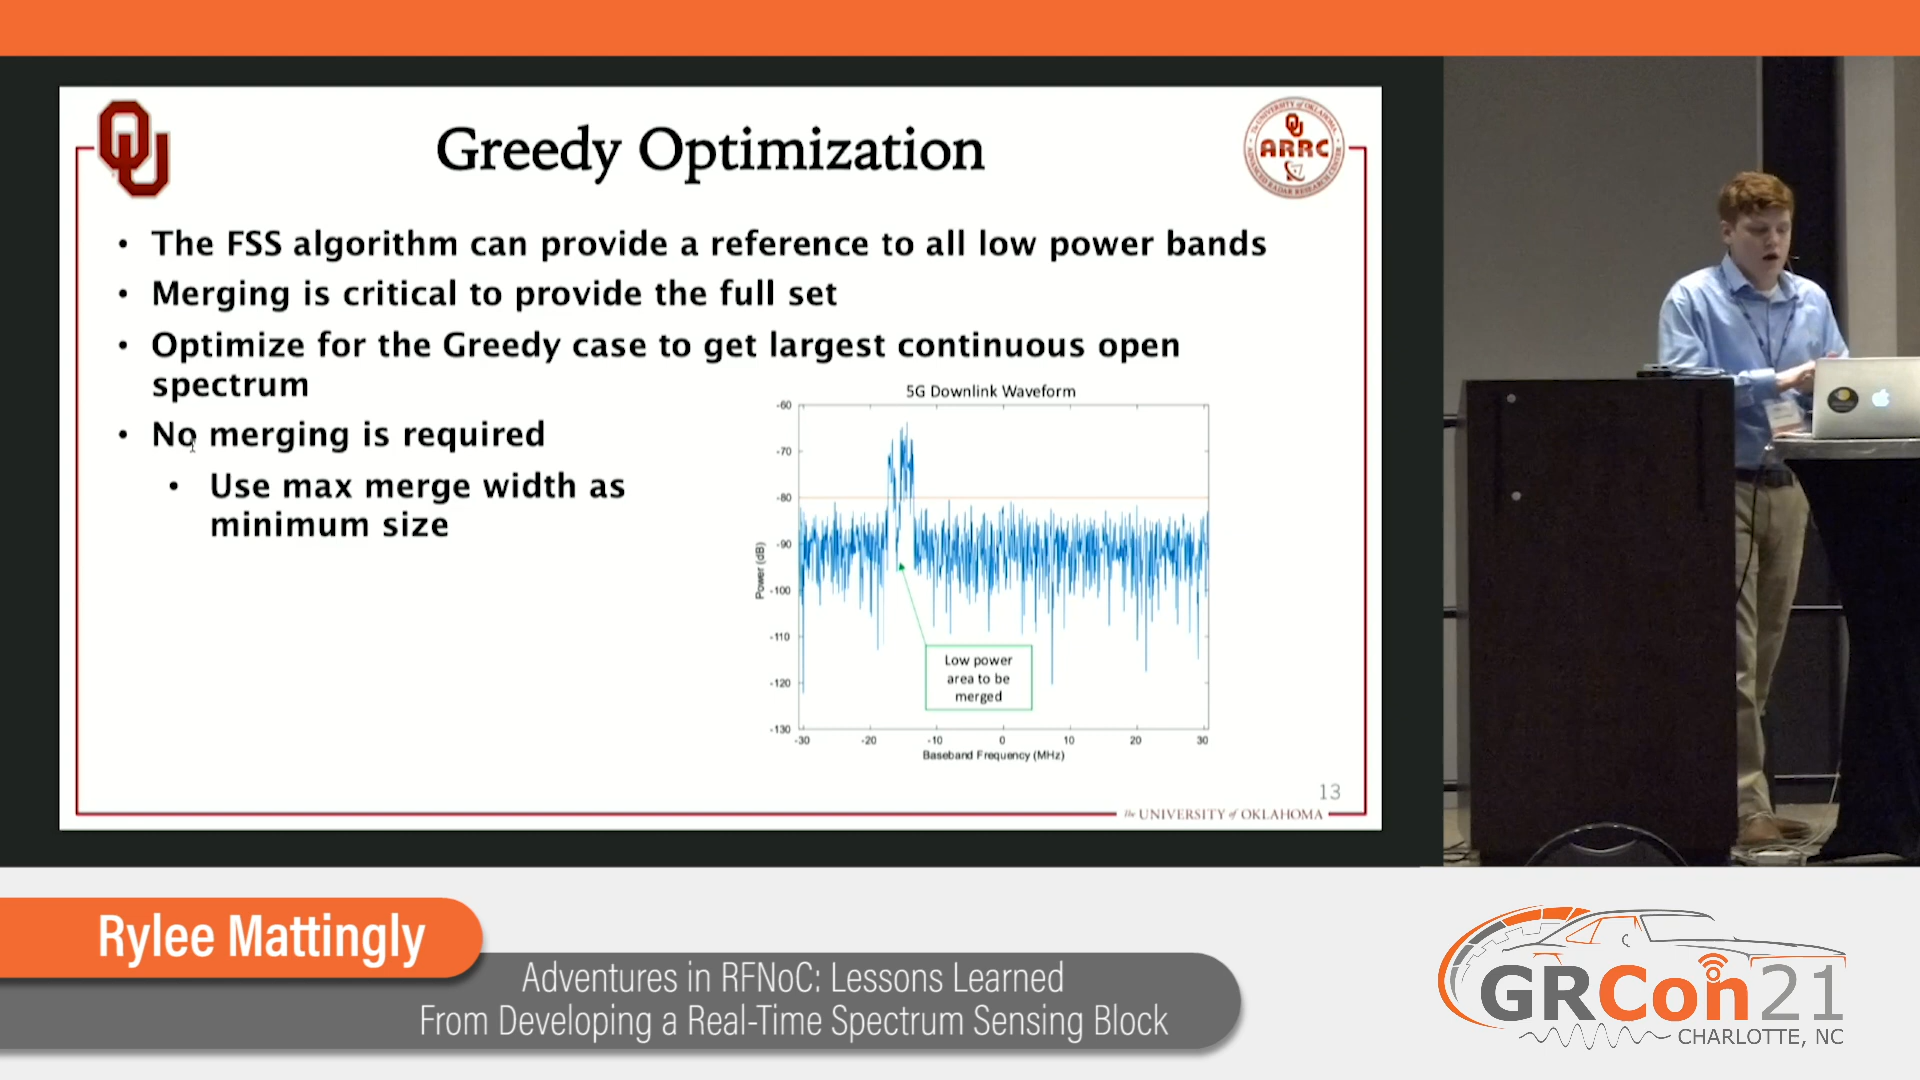 OU
Greedy Optimization
OU
ARRC
• The FSS algorithm can provide a reference to all low power bands
• Merging is critical to provide the full set
• Optimize for the Greedy case to get largest continuous open
spectrum
• No merging is required
• Use max merge width as
minimum size
5G Downlink Waveform
-60
-70
-80
-90
-100
-110
-120
-130
Power (dB)
Low power
area to be
merged
-30 -20 -10 0 10 20 30
Baseband Frequency (MHz)
13
The UNIVERSITY of OKLAHOMA
Rylee Mattingly
Adventures in RFNoC: Lessons Learned
From Developing a Real-Time Spectrum Sensing Block
GRCon21
CHARLOTTE, NC